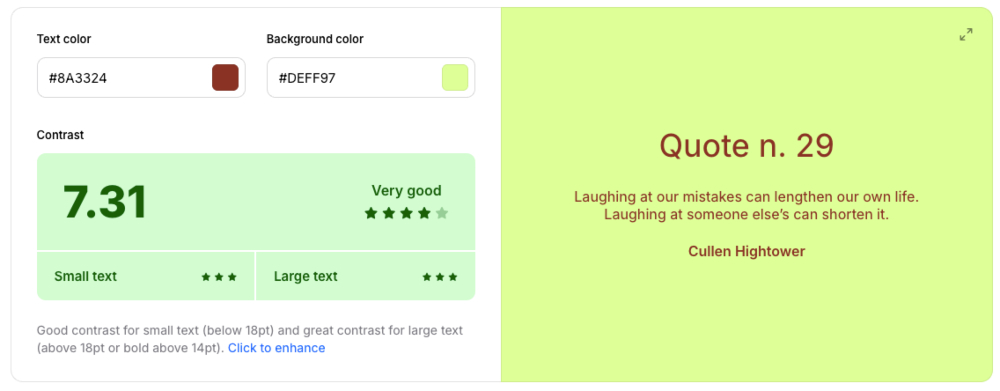 Text color
Background color
#8A3324
#DEFF97
Contrast
7.31
Very good
Small text
Large text
Good contrast for small text (below 18pt) and great contrast for large text
(above 18pt or bold above 14pt). Click to enhance
Quote n. 29
Laughing at our mistakes can lengthen our own life.
Laughing at someone else’s can shorten it.
Cullen Hightower